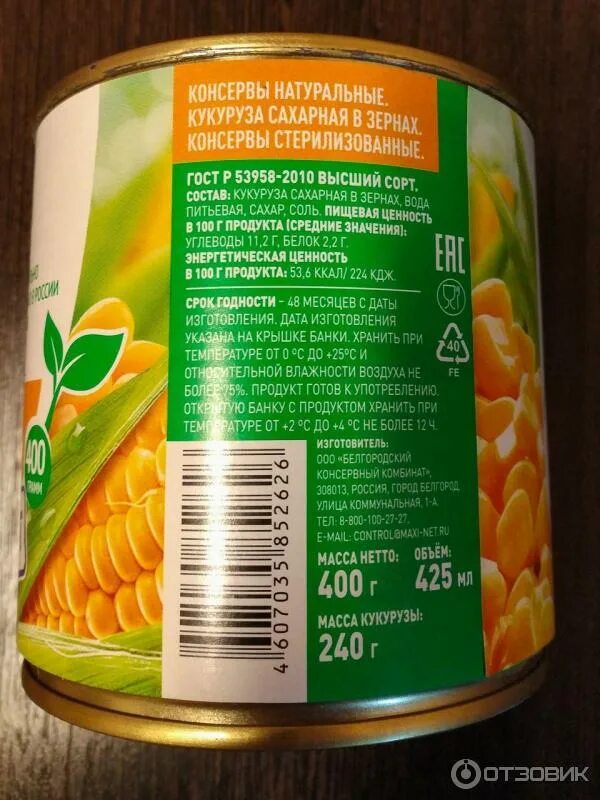 КОНСЕРВЫ НАТУРАЛЬНЫЕ.
КУКУРУЗА САХАРНАЯ В ЗЕРНАХ.
КОНСЕРВЫ СТЕРИЛИЗОВАННЫЕ.
ГОСТ Р 53958-2010 ВЫСШИЙ СОРТ.
СОСТАВ: КУКУРУЗА САХАРНАЯ В ЗЕРНАХ, ВОДА
ПИТЬЕВАЯ, САХАР, СОЛЬ. ПИЩЕВАЯ ЦЕННОСТЬ
В 100 Г ПРОДУКТА (СРЕДНИЕ ЗНАЧЕНИЯ):
УГЛЕВОДЫ 11,2 Г, БЕЛОК 2,2 Г.
ЭНЕРГЕТИЧЕСКАЯ ЦЕННОСТЬ
В 100 Г ПРОДУКТА: 53,6 ККАЛ/ 224 КДЖ.
СРОК ГОДНОСТИ – 48 МЕСЯЦЕВ С ДАТЫ
ИЗГОТОВЛЕНИЯ. ДАТА ИЗГОТОВЛЕНИЯ
УКАЗАНА НА КРЫШКЕ БАНКИ. ХРАНИТЬ ПРИ
ТЕМПЕРАТУРЕ ОТ 0 °С ДО +25°С И
ОТНОСИТЕЛЬНОЙ ВЛАЖНОСТИ ВОЗДУХА НЕ
БОЛЕЕ 75%. ПРОДУКТ ГОТОВ К УПОТРЕБЛЕНИЮ.
ОТКРЫТУЮ БАНКУ С ПРОДУКТОМ ХРАНИТЬ ПРИ
ТЕМПЕРАТУРЕ ОТ +2 °С ДО +4 °С НЕ БОЛЕЕ 12 Ч.
ИЗГОТОВИТЕЛЬ:
ООО «БЕЛГОРОДСКИЙ
КОНСЕРВНЫЙ КОМБИНАТ»,
308013, РОССИЯ, ГОРОД БЕЛГОРОД,
УЛИЦА КОММУНАЛЬНАЯ, 1-А.
ТЕЛ: 8-800-100-27-27,
E-MAIL: CONTROL@MAXI-NET.RU
МАССА НЕТТО: ОБЪЁМ:
400 г 425 мл
МАССА КУКУРУЗЫ:
240 г
4 607035 852626
EAC
40
FE
РОССИИ
400
ГРАММ
ОТЗОВИК